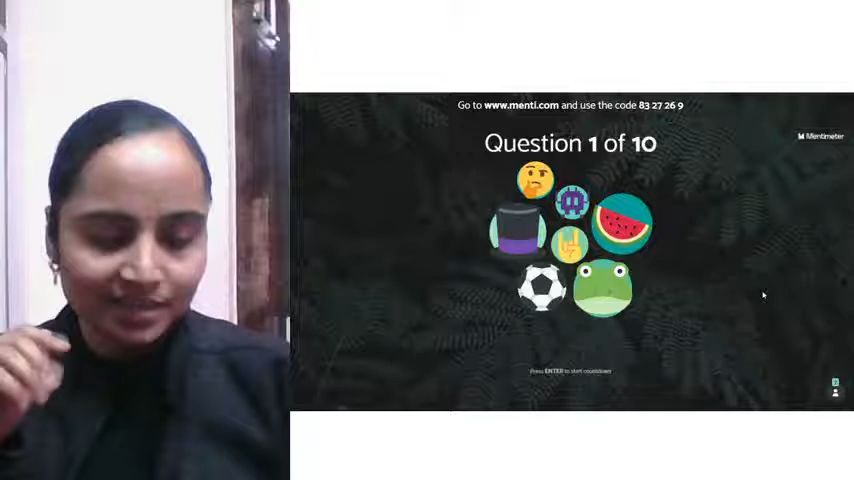 Go to www.menti.com and use the code 83 27 26 9
Mentimeter
Question 1 of 10
Press ENTER to start countdown